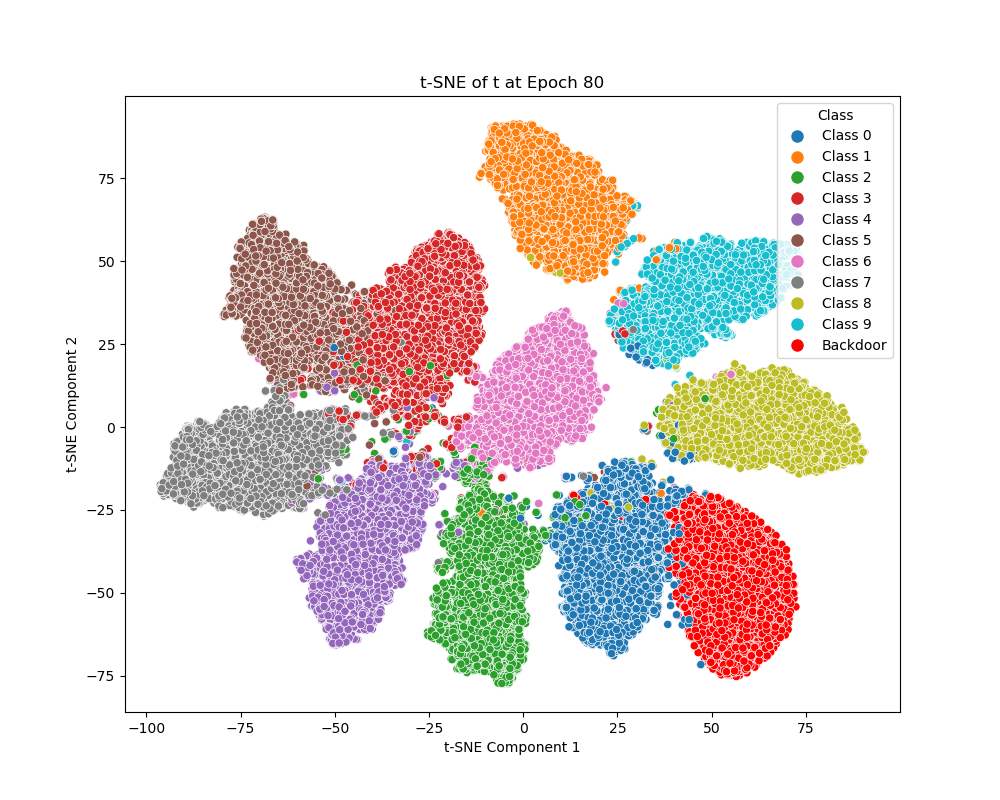 t-SNE of t at Epoch 80
Class
Class 0
Class 1
Class 2
Class 3
Class 4
Class 5
Class 6
Class 7
Class 8
Class 9
Backdoor
75
50
25
0
−25
−50
−75
t-SNE Component 2
−100 −75 −50 −25 0 25 50 75
t-SNE Component 1